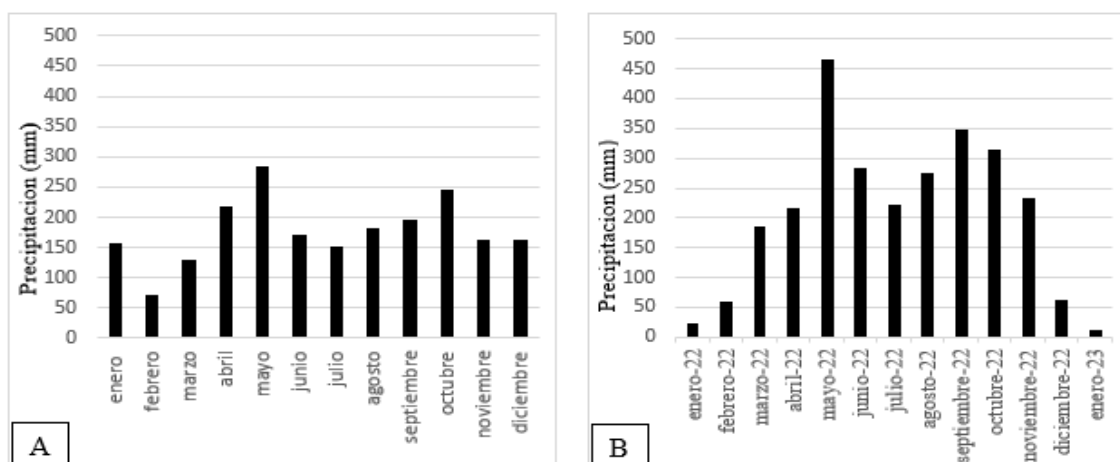 500
450
400
350
300
250
200
150
100
50
0
Precipitacion (mm)
enero
febrero
marzo
abril
mayo
junio
julio
agosto
septiembre
octubre
noviembre
diciembre
A
500
450
400
350
300
250
200
150
100
50
0
Precipitacion (mm)
enero-22
febrero-22
marzo-22
abril-22
mayo-22
junio-22
julio-22
agosto-22
septiembre-22
octubre-22
noviembre-22
diciembre-22
enero-23
B